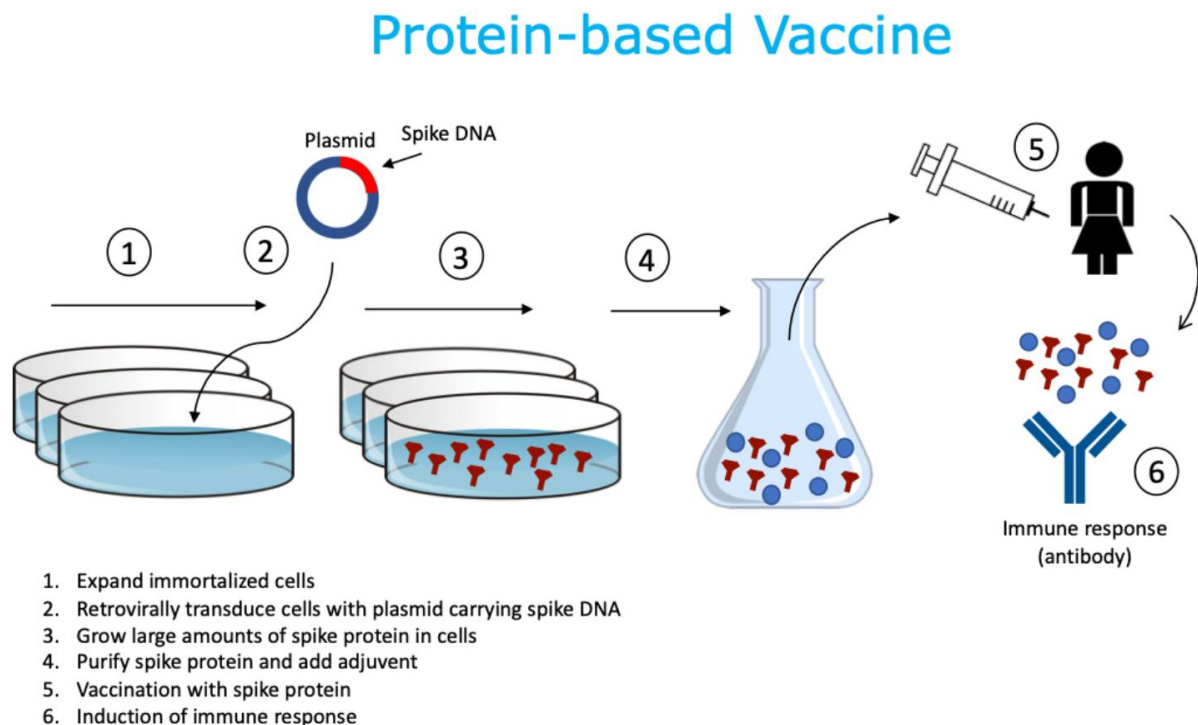 Protein-based Vaccine
Plasmid
Spike DNA
1
2
3
4
5
6
Immune response
(antibody)
1. Expand immortalized cells
2. Retrovirally transduce cells with plasmid carrying spike DNA
3. Grow large amounts of spike protein in cells
4. Purify spike protein and add adjuvent
5. Vaccination with spike protein
6. Induction of immune response